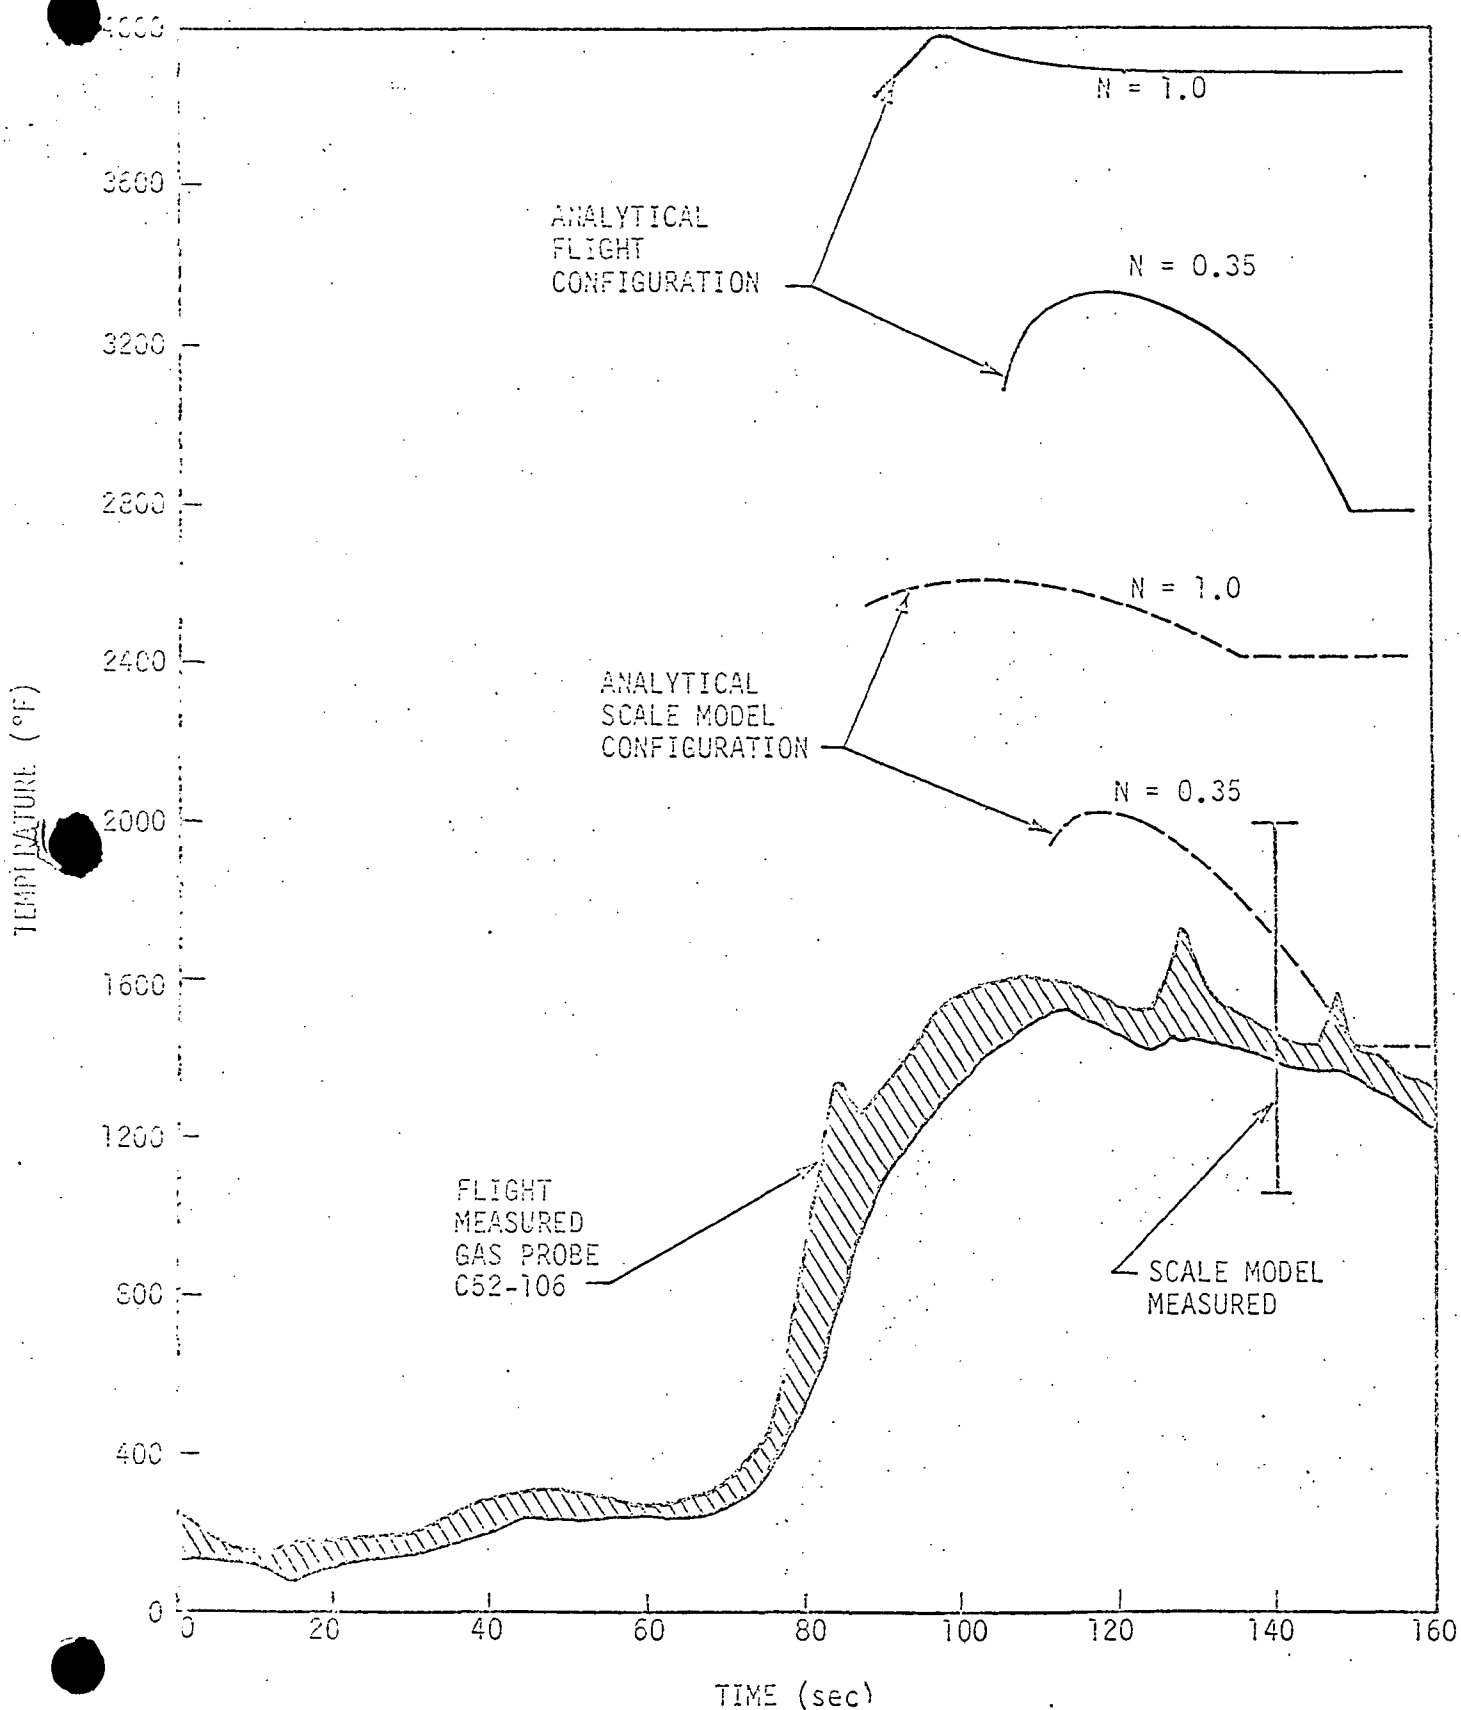 4000
N = 1.0
3600
ANALYTICAL
FLIGHT
CONFIGURATION
N = 0.35
3200
2800
N = 1.0
2400
ANALYTICAL
SCALE MODEL
CONFIGURATION
N = 0.35
2000
TEMPERATURE (°F)
1600
1200
FLIGHT
MEASURED
GAS PROBE
C52-106
800
SCALE MODEL
MEASURED
400
0
0 20 40 60 80 100 120 140 160
TIME (sec)